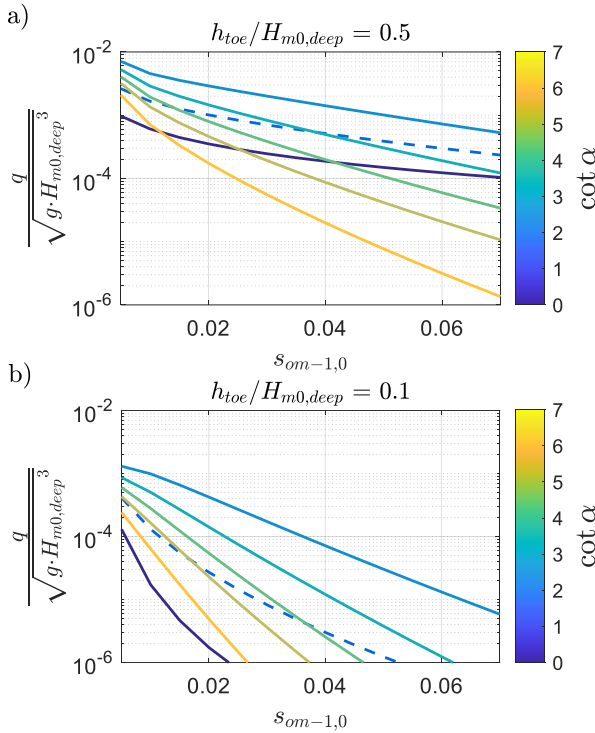 a)
h_toe/H_m0,deep = 0.5
10^-2
10^-4
10^-6
q
√g·H_m0,deep^3
0.02
0.04
0.06
s_om−1,0
7
6
5
4
3
2
1
0
cot α
b)
h_toe/H_m0,deep = 0.1
10^-2
10^-4
10^-6
q
√g·H_m0,deep^3
0.02
0.04
0.06
s_om−1,0
7
6
5
4
3
2
1
0
cot α